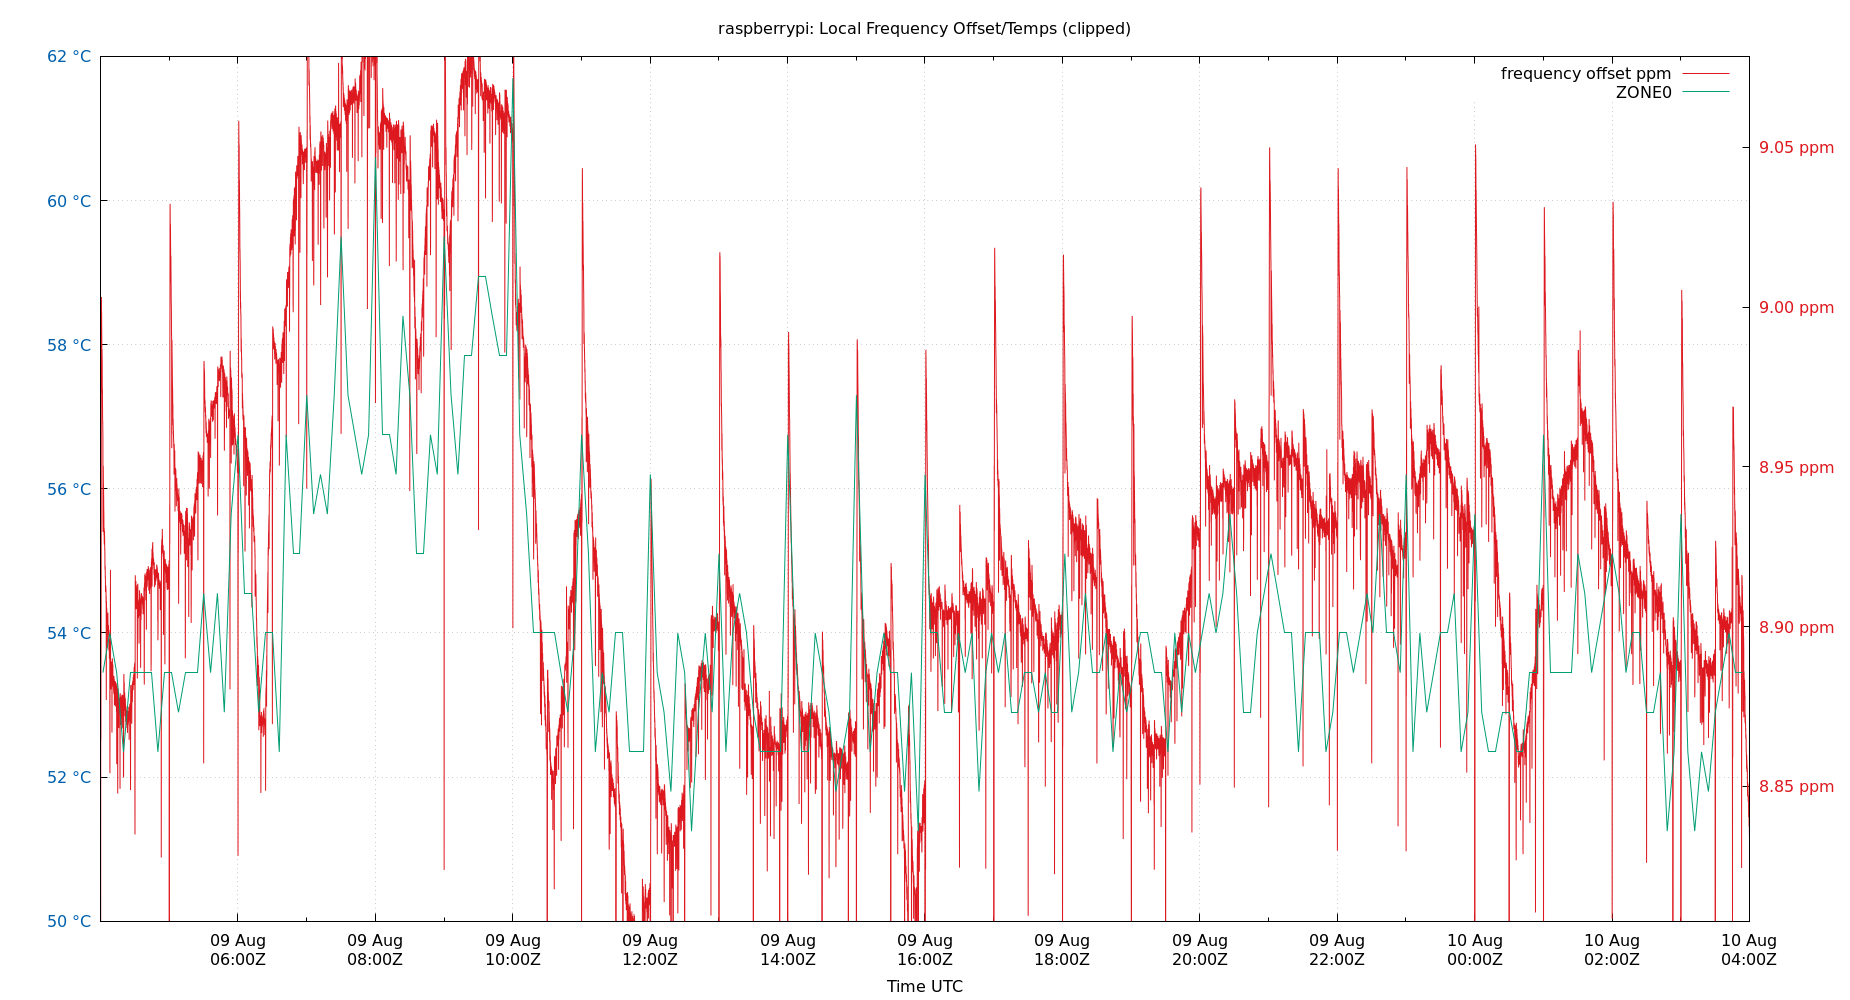 raspberrypi: Local Frequency Offset/Temps (clipped)
62 °C
60 °C
58 °C
56 °C
54 °C
52 °C
50 °C
frequency offset ppm
ZONE0
9.05 ppm
9.00 ppm
8.95 ppm
8.90 ppm
8.85 ppm
09 Aug 09 Aug 09 Aug 09 Aug 09 Aug 09 Aug 09 Aug 09 Aug 09 Aug 10 Aug 10 Aug 10 Aug
06:00Z 08:00Z 10:00Z 12:00Z 14:00Z 16:00Z 18:00Z 20:00Z 22:00Z 00:00Z 02:00Z 04:00Z
Time UTC